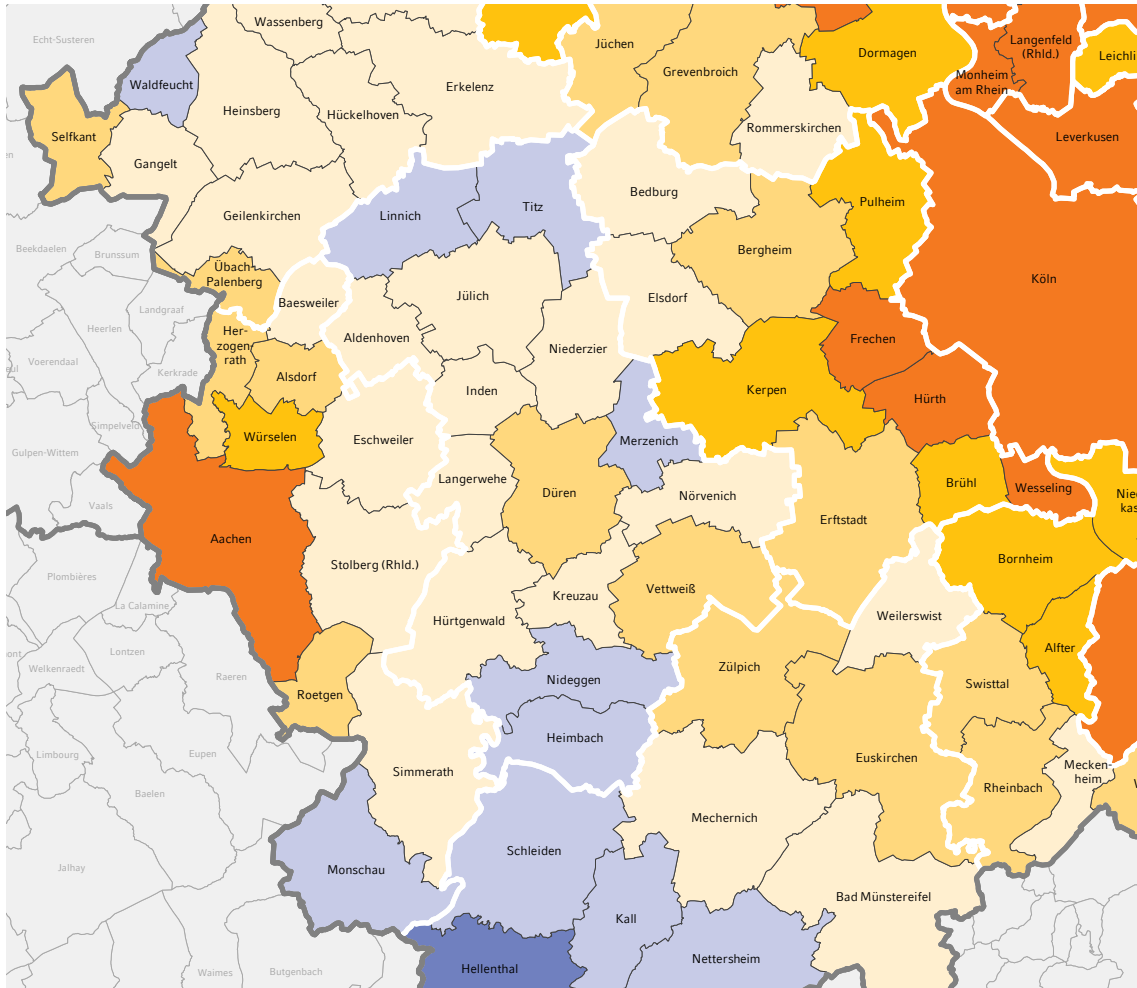 Wassenberg
Echt-Susteren
Jüchen
Dormagen
Langenfeld
(Rhld.)
Leichli
Grevenbroich
Monheim
am Rhein
Waldfeucht
Erkelenz
Heinsberg
Hückelhoven
Rommerskirchen
Leverkusen
Selfkant
Gangelt
Bedburg
Pulheim
Titz
Linnich
Geilenkirchen
Bergheim
Beekdaelen
Brunssum
Übach-
Palenberg
Köln
Baesweiler
Jülich
Elsdorf
Landgraaf
Heerlen
Her-
zogen-
rath
Aldenhoven
Frechen
Niederzier
Voerendaal
Kerkrade
Alsdorf
Inden
Kerpen
Hürth
Simpelveld
Würselen
Eschweiler
Merzenich
Gulpen-Wittem
Langerwehe
Brühl
Wesseling
Düren
Nörvenich
Nie
kas
Vaals
Erftstadt
Aachen
Bornheim
Stolberg (Rhld.)
Plombières
Vettweiß
Kreuzau
La Calamine
Weilerswist
Hürtgenwald
Lontzen
Alfter
Welkenraedt
Zülpich
Raeren
Nideggen
Swisttal
Roetgen
Heimbach
Limbourg
Eupen
Euskirchen
Simmerath
Mecken-
heim
Rheinbach
Baelen
Mechernich
Schleiden
Jalhay
Monschau
Bad Münstereifel
Kall
Nettersheim
Hellenthal
Waimes
Butgenbach